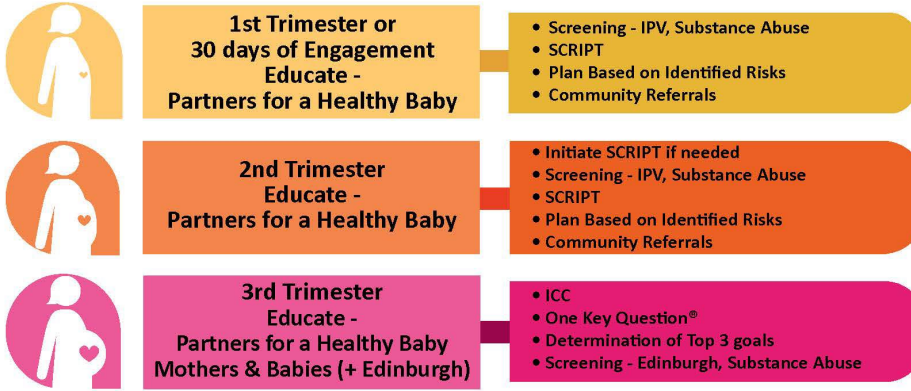 1st Trimester or
30 days of Engagement
Educate -
Partners for a Healthy Baby
• Screening - IPV, Substance Abuse
• SCRIPT
• Plan Based on Identified Risks
• Community Referrals
2nd Trimester
Educate -
Partners for a Healthy Baby
• Initiate SCRIPT if needed
• Screening - IPV, Substance Abuse
• SCRIPT
• Plan Based on Identified Risks
• Community Referrals
3rd Trimester
Educate -
Partners for a Healthy Baby
Mothers & Babies (+ Edinburgh)
• ICC
• One Key Question®
• Determination of Top 3 goals
• Screening - Edinburgh, Substance Abuse